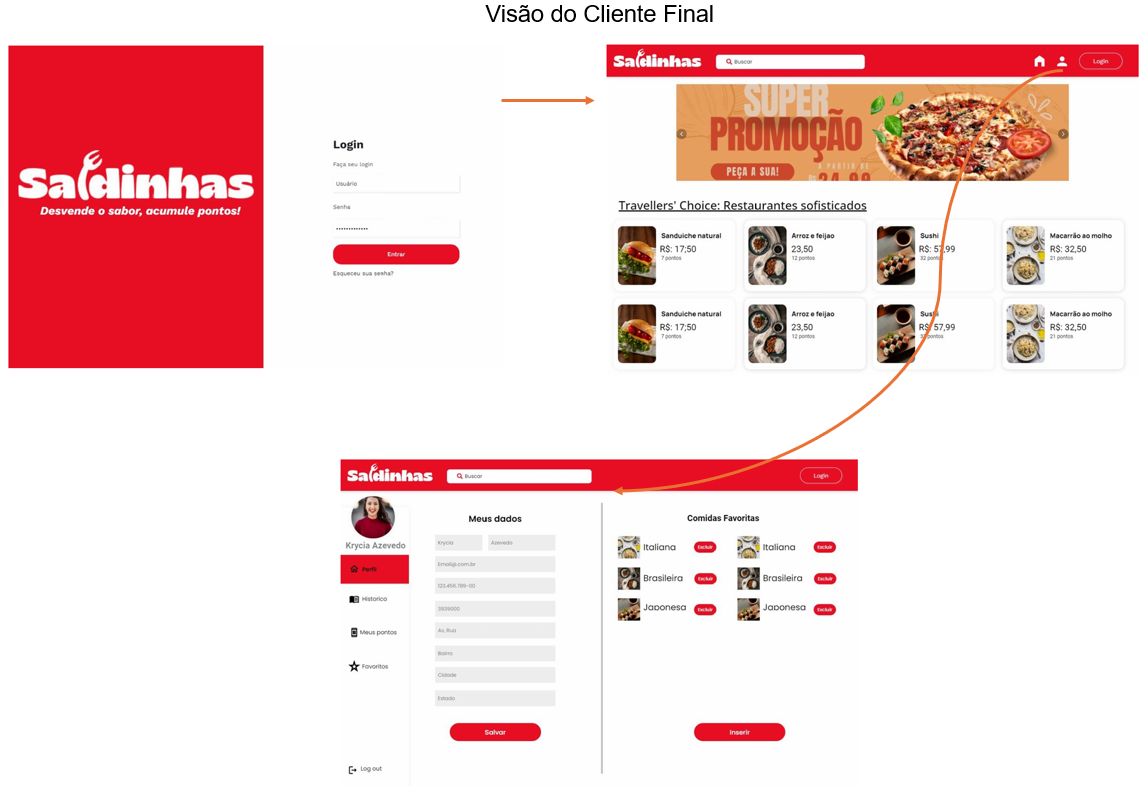 Visão do Cliente Final
Saldinhas
Desvende o sabor, acumule pontos!
Login
Faça seu login
Usuário
Senha
•••••••••••••
Entrar
Esqueceu sua senha?
Saldinhas
Buscar
Login
SUPER
PROMOÇÃO
PEÇA A SUA!
A PARTIR DE
R$ 24,99
Travellers' Choice: Restaurantes sofisticados
Sanduiche natural
R$: 17;50
7 pontos
Arroz e feijao
23,50
12 pontos
Sushi
R$: 57,99
32 pontos
Macarrão ao molho
R$: 32,50
21 pontos
Sanduiche natural
R$: 17;50
7 pontos
Arroz e feijao
23,50
12 pontos
Sushi
R$: 57,99
32 pontos
Macarrão ao molho
R$: 32,50
21 pontos
Saldinhas
Buscar
Login
Krycia Azevedo
Perfil
Historico
Meus pontos
Favoritos
Log out
Meus dados
Krycia
Azevedo
Email@.com.br
123.456.789-00
3939000
Av, Rua
Bairro
Cidade
Estado
Salvar
Comidas Favoritas
Italiana
Excluir
Italiana
Excluir
Brasileira
Excluir
Brasileira
Excluir
Japonesa
Excluir
Japonesa
Excluir
Inserir